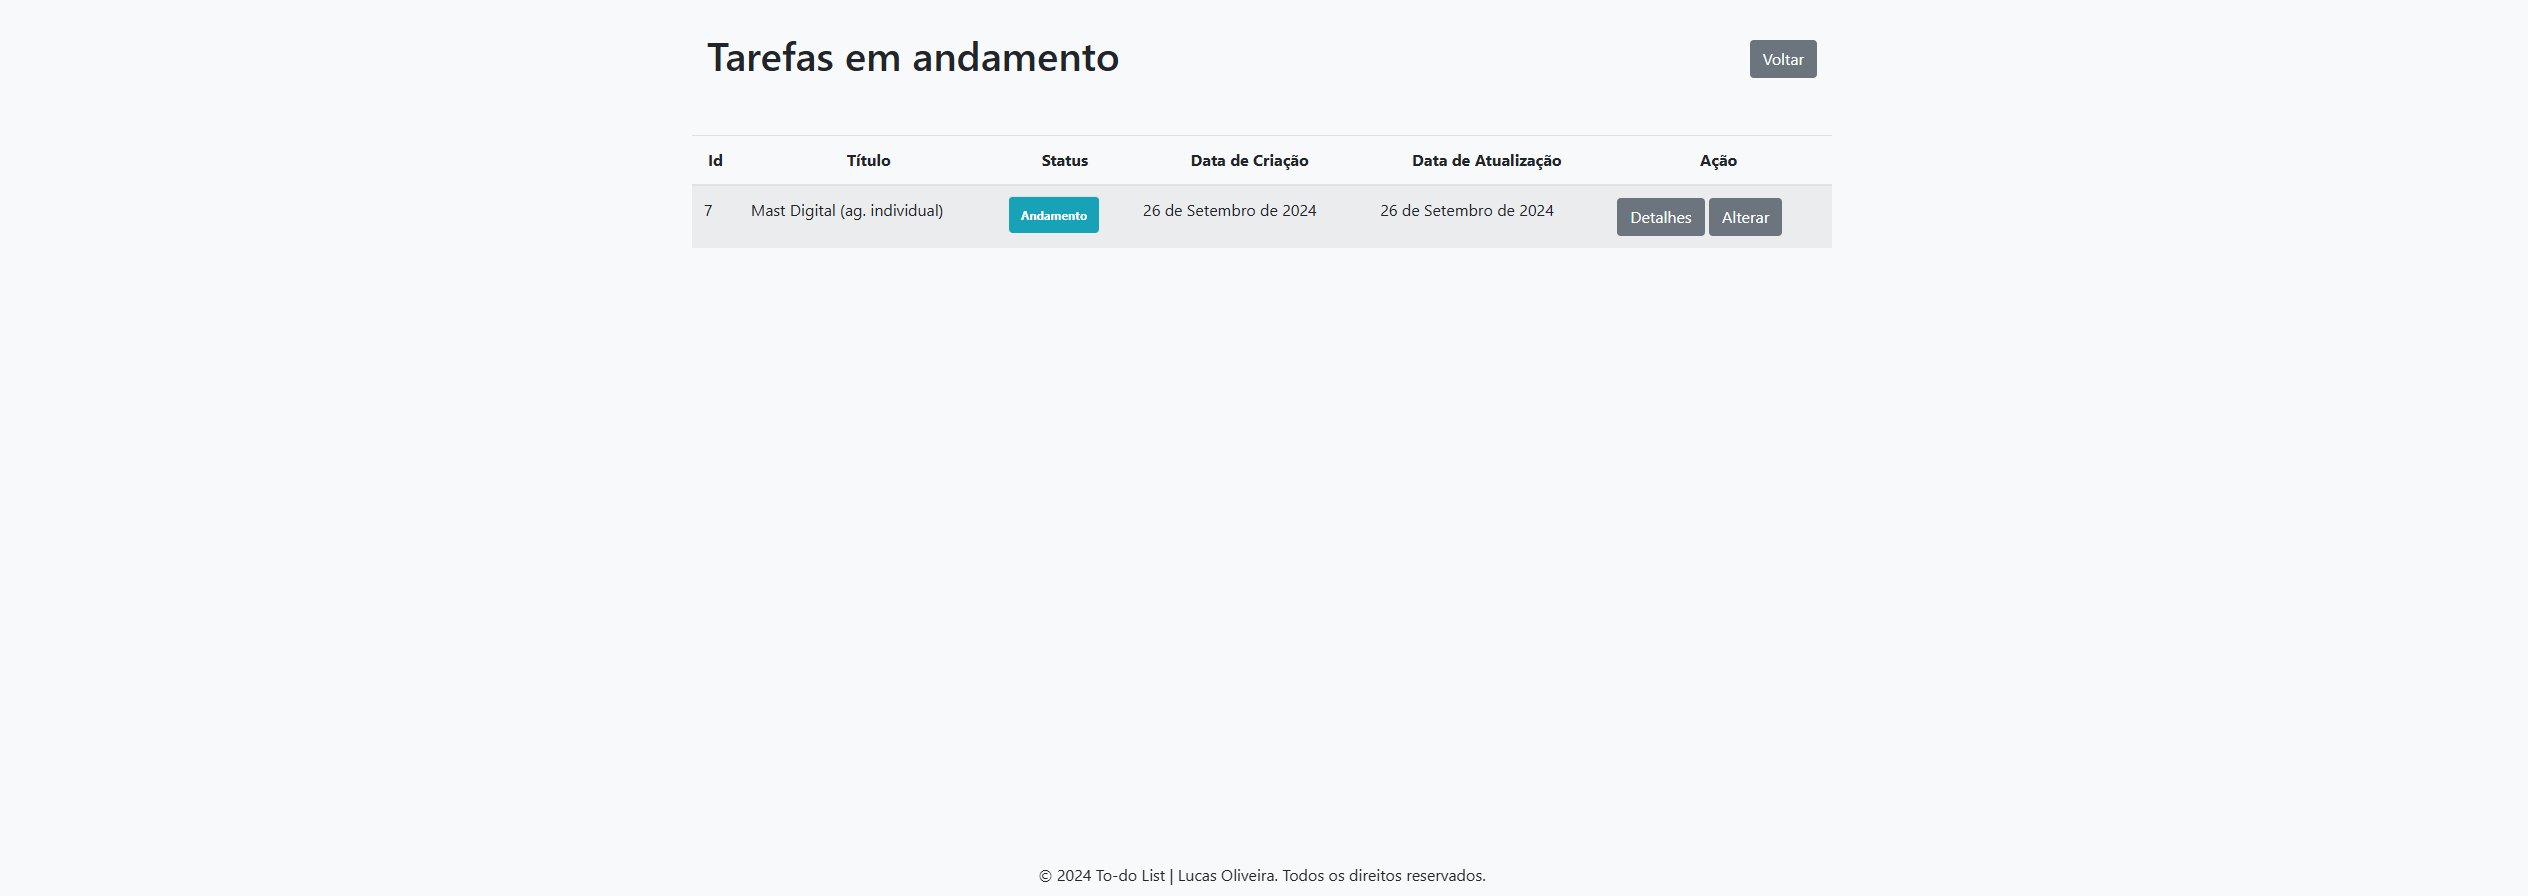 Tarefas em andamento
Voltar
Id Título Status Data de Criação Data de Atualização Ação
7 Mast Digital (ag. individual) Andamento 26 de Setembro de 2024 26 de Setembro de 2024 Detalhes Alterar
© 2024 To-do List | Lucas Oliveira. Todos os direitos reservados.